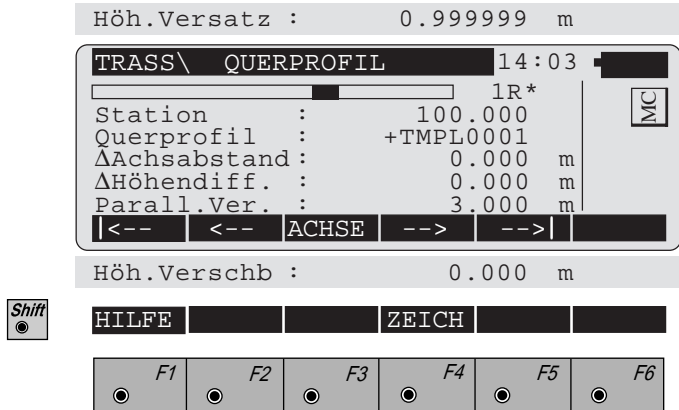 Höh.Versatz : 0.999999 m
TRASS\ QUERPROFIL 14:03
1R*
MC
Station : 100.000
Querprofil : +TMPL0001
ΔAchsabstand: 0.000 m
ΔHöhendiff. : 0.000 m
Parall.Ver. : 3.000 m
|<-- <-- ACHSE --> -->|
Höh.Verschb : 0.000 m
Shift
HILFE ZEICH
F1 F2 F3 F4 F5 F6